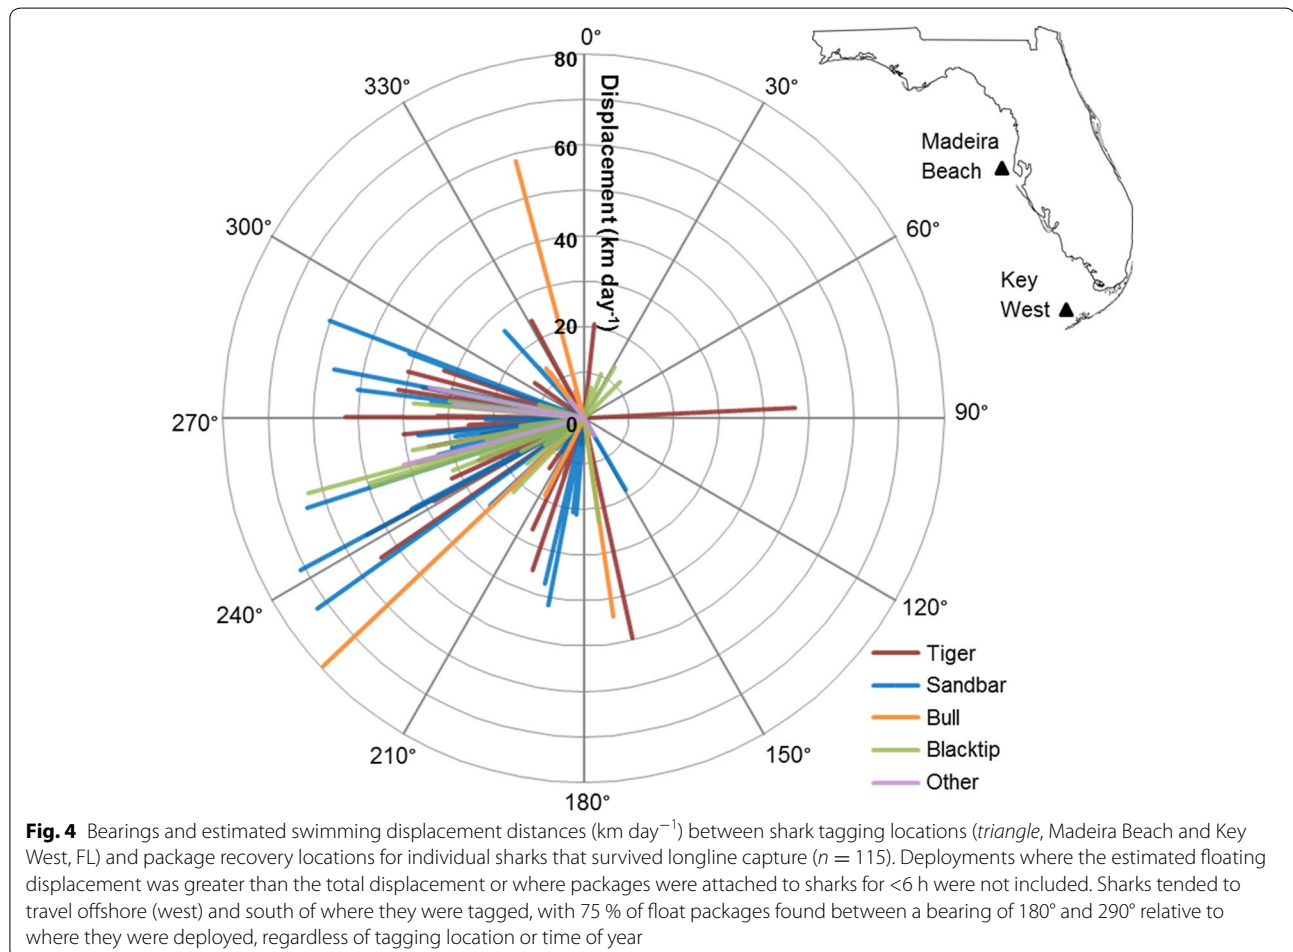 0°
30°
60°
90°
120°
150°
180°
210°
240°
270°
300°
330°
80
60
40
20
0
Displacement (km day⁻¹)
Madeira
Beach ▲
Key
West ▲
Tiger
Sandbar
Bull
Blacktip
Other
Fig. 4 Bearings and estimated swimming displacement distances (km day⁻¹) between shark tagging locations (triangle, Madeira Beach and Key
West, FL) and package recovery locations for individual sharks that survived longline capture (n = 115). Deployments where the estimated floating
displacement was greater than the total displacement or where packages were attached to sharks for <6 h were not included. Sharks tended to
travel offshore (west) and south of where they were tagged, with 75 % of float packages found between a bearing of 180° and 290° relative to
where they were deployed, regardless of tagging location or time of year